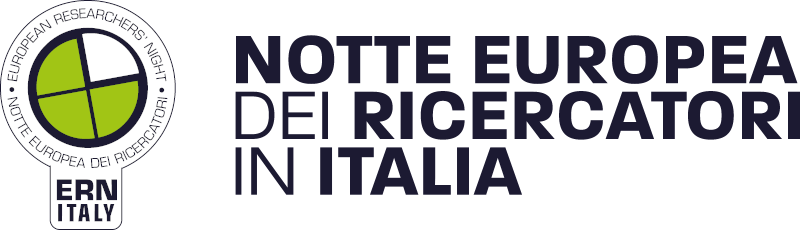 • EUROPEAN RESEARCHERS' NIGHT •
NOTTE EUROPEA DEI RICERCATORI
ERN
ITALY
NOTTE EUROPEA
DEI RICERCATORI
IN ITALIA